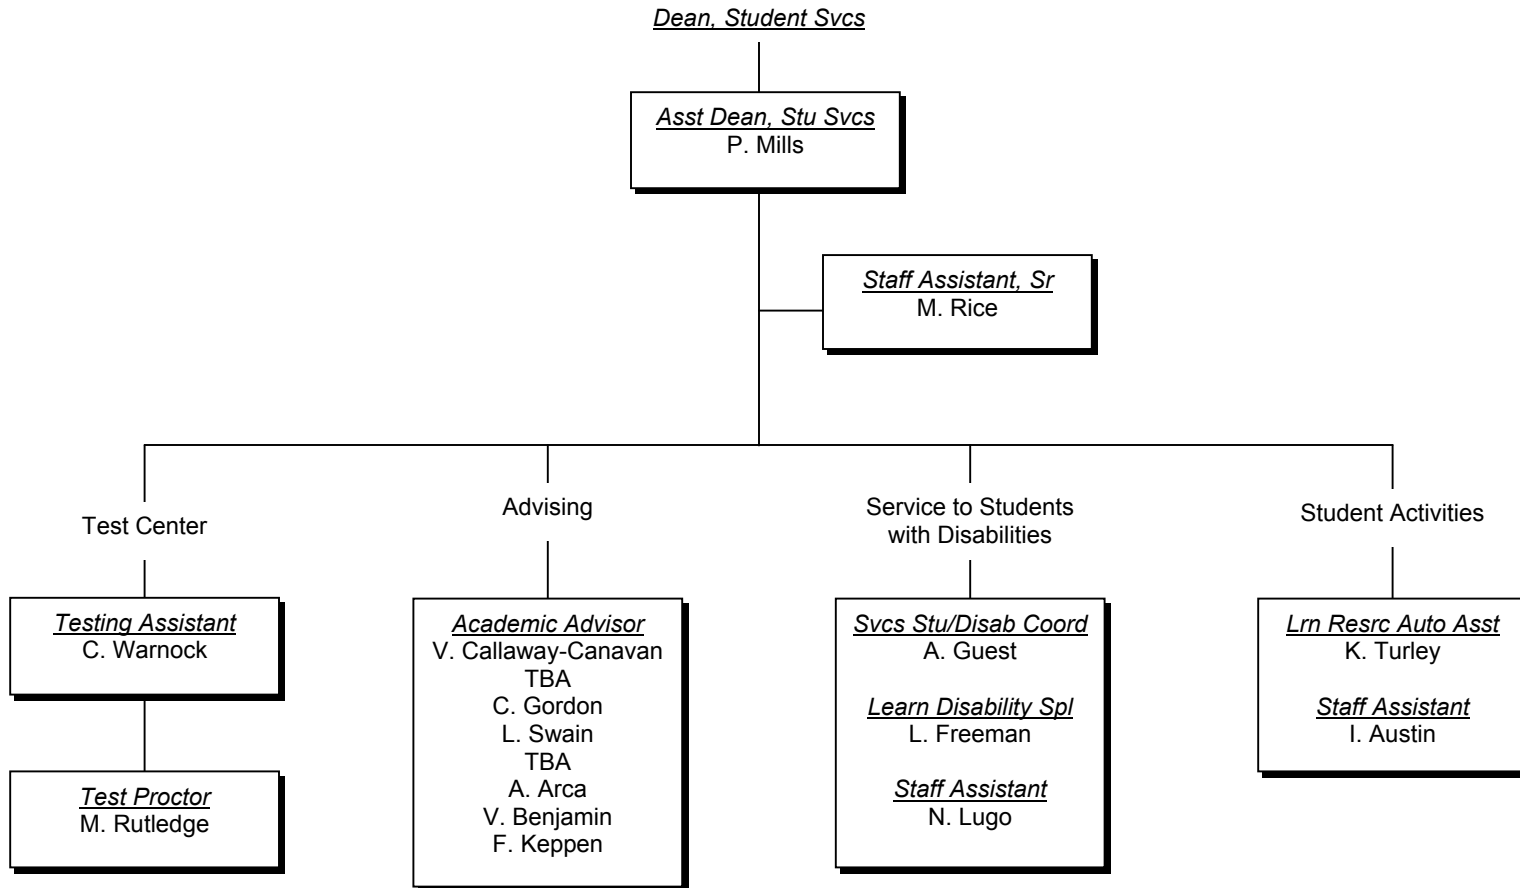 Dean, Student Svcs
Asst Dean, Stu Svcs
P. Mills
Staff Assistant, Sr
M. Rice
Test Center
Testing Assistant
C. Warnock
Test Proctor
M. Rutledge
Advising
Academic Advisor
V. Callaway-Canavan
TBA
C. Gordon
L. Swain
TBA
A. Arca
V. Benjamin
F. Keppen
Service to Students
with Disabilities
Svcs Stu/Disab Coord
A. Guest
Learn Disability Spl
L. Freeman
Staff Assistant
N. Lugo
Student Activities
Lrn Resrc Auto Asst
K. Turley
Staff Assistant
I. Austin